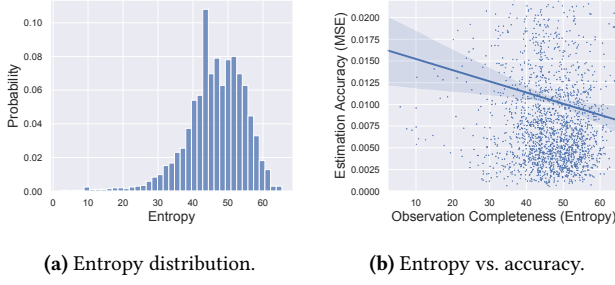 0.10
0.08
0.06
0.04
0.02
0.00
Probability
0 10 20 30 40 50 60
Entropy
(a) Entropy distribution.
0.0200
0.0175
0.0150
0.0125
0.0100
0.0075
0.0050
0.0025
0.0000
Estimation Accuracy (MSE)
10 20 30 40 50 60
Observation Completeness (Entropy)
(b) Entropy vs. accuracy.